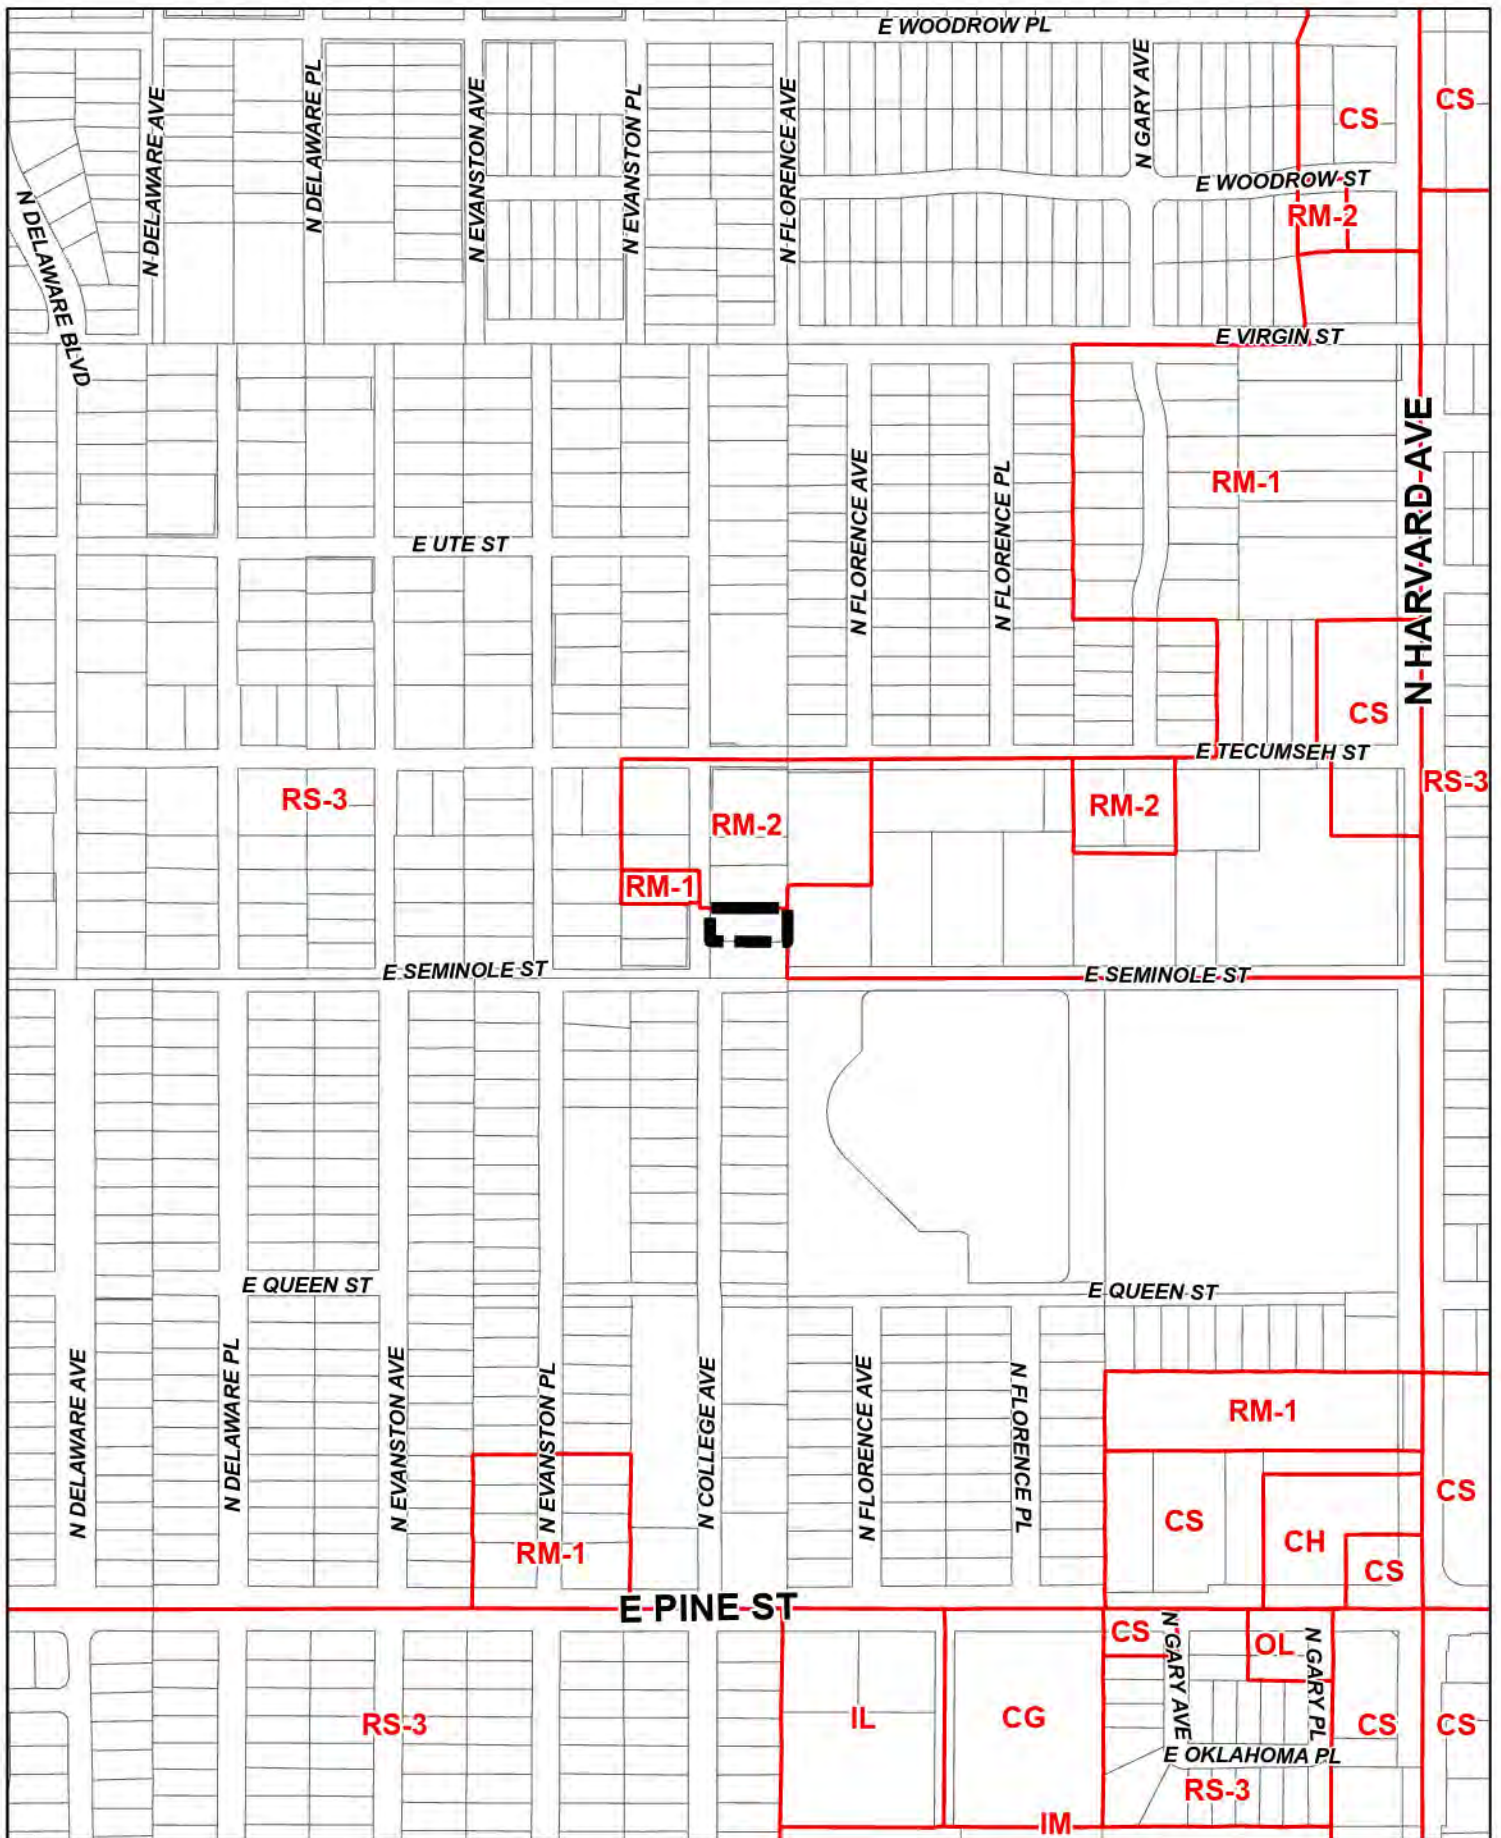 E WOODROW PL
N DELAWARE AVE
N DELAWARE PL
N EVANSTON AVE
N EVANSTON PL
N FLORENCE AVE
N GARY AVE
CS
CS
E WOODROW ST
RM-2
N DELAWARE BLVD
E VIRGIN ST
N HARVARD AVE
RM-1
N FLORENCE AVE
N FLORENCE PL
E UTE ST
CS
E TECUMSEH ST
RS-3
RS-3
RM-2
RM-2
RM-1
E SEMINOLE ST
E SEMINOLE ST
E QUEEN ST
E QUEEN ST
N DELAWARE AVE
N DELAWARE PL
N EVANSTON AVE
N EVANSTON PL
N COLLEGE AVE
N FLORENCE AVE
N FLORENCE PL
RM-1
CS
CS
CH
CS
RM-1
E PINE ST
CS
N GARY AVE
OL
N GARY PL
RS-3
IL
CG
CS
CS
E OKLAHOMA PL
RS-3
IM